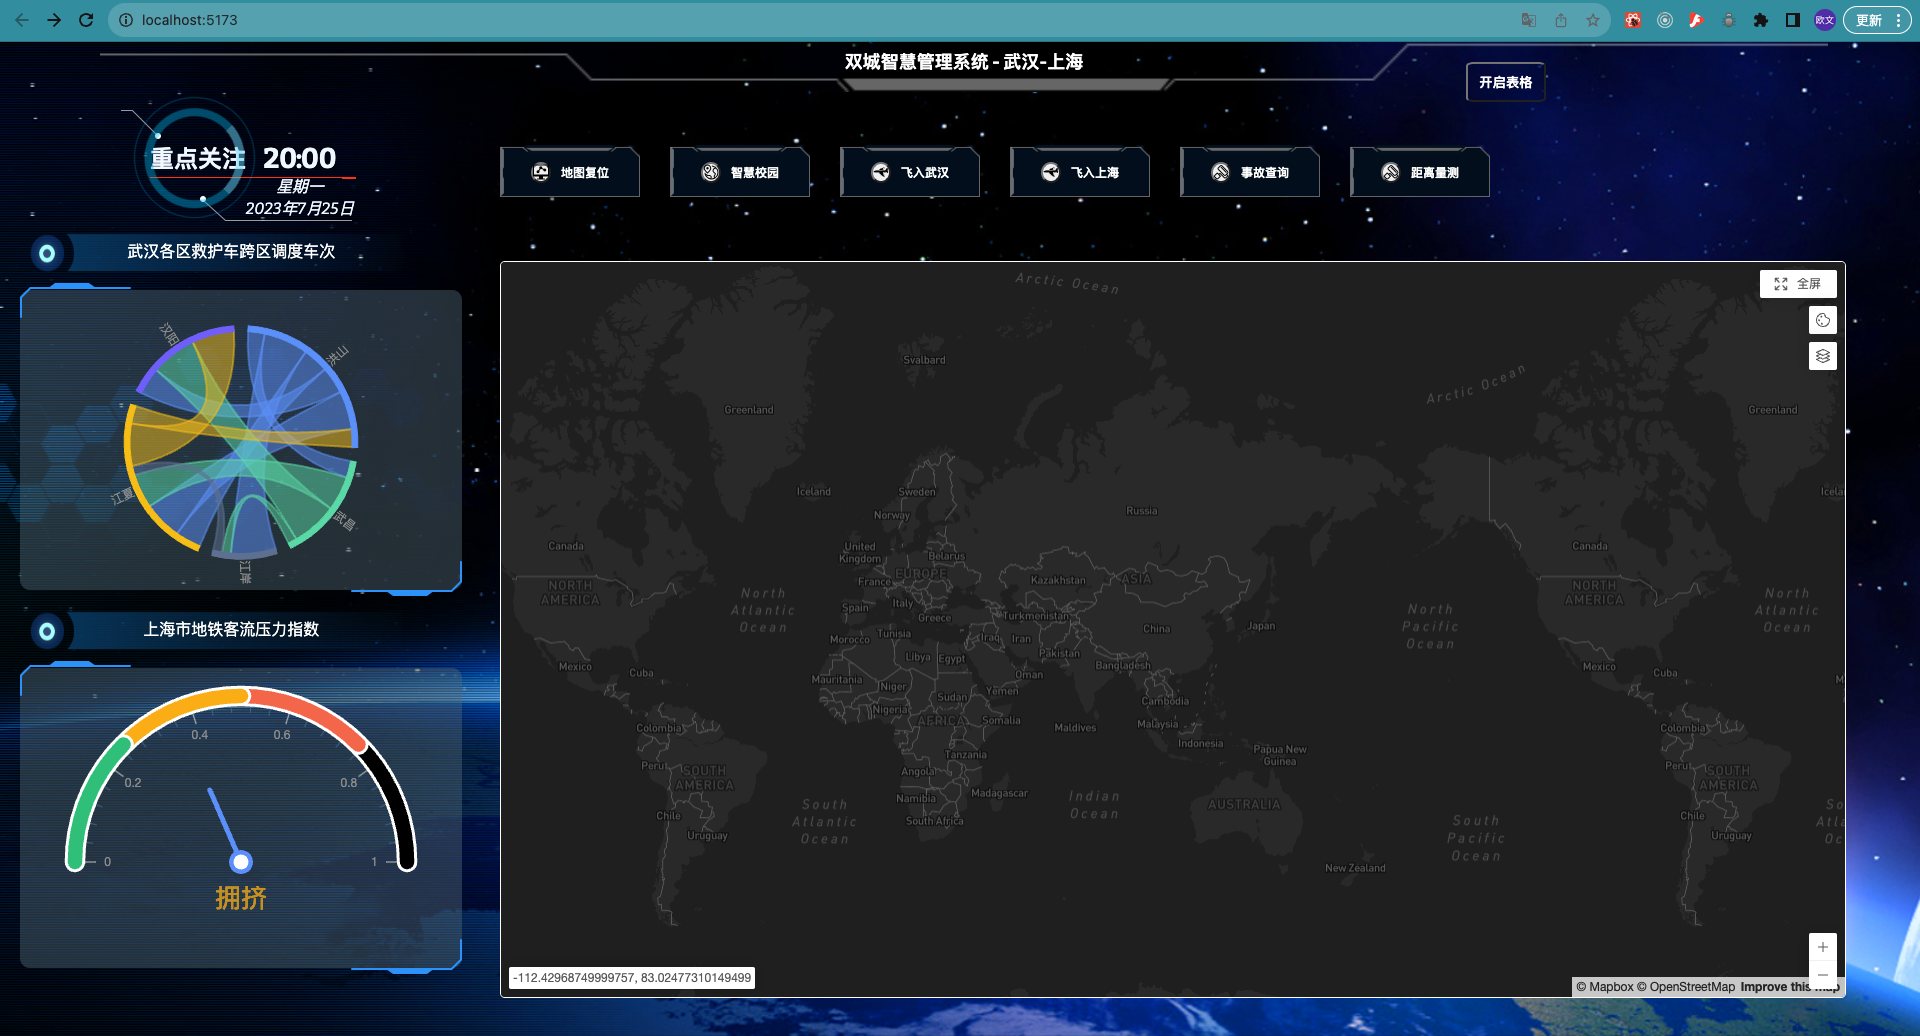 localhost:5173
欧文
更新
双城智慧管理系统 - 武汉-上海
开启表格
重点关注
20:00
星期一
2023年7月25日
地图复位
智慧校园
飞入武汉
飞入上海
事故查询
距离量测
武汉各区救护车跨区调度车次
汉阳
洪山
江夏
武昌
江岸
上海市地铁客流压力指数
0
0.2
0.4
0.6
0.8
1
拥挤
全屏
Arctic Ocean
Svalbard
Arctic Ocean
Greenland
Greenland
Iceland
Sweden
Norway
Russia
Canada
United Kingdom
Belarus
Canada
EUROPE
France
Kazakhstan
ASIA
NORTH AMERICA
NORTH AMERICA
North Atlantic Ocean
Spain
Italy
Greece
Turkmenistan
North Pacific Ocean
North Atlantic Ocean
Morocco
Tunisia
Iraq
Iran
China
Japan
Libya
Egypt
Pakistan
Bangladesh
Mexico
Cuba
Mexico
Cuba
Mauritania
Niger
Oman
Yemen
Sudan
Cambodia
Nigeria
AFRICA
Somalia
Maldives
Malaysia
Colombia
Colombia
Indonesia
Papua New Guinea
Tanzania
Peru
SOUTH AMERICA
Angola
Peru
SOUTH AMERICA
Namibia
Madagascar
Indian Ocean
AUSTRALIA
South Atlantic Ocean
South Africa
South Pacific Ocean
Chile
Uruguay
Chile
Uruguay
New Zealand
-112.42968749999757, 83.02477310149499
© Mapbox © OpenStreetMap Improve this map